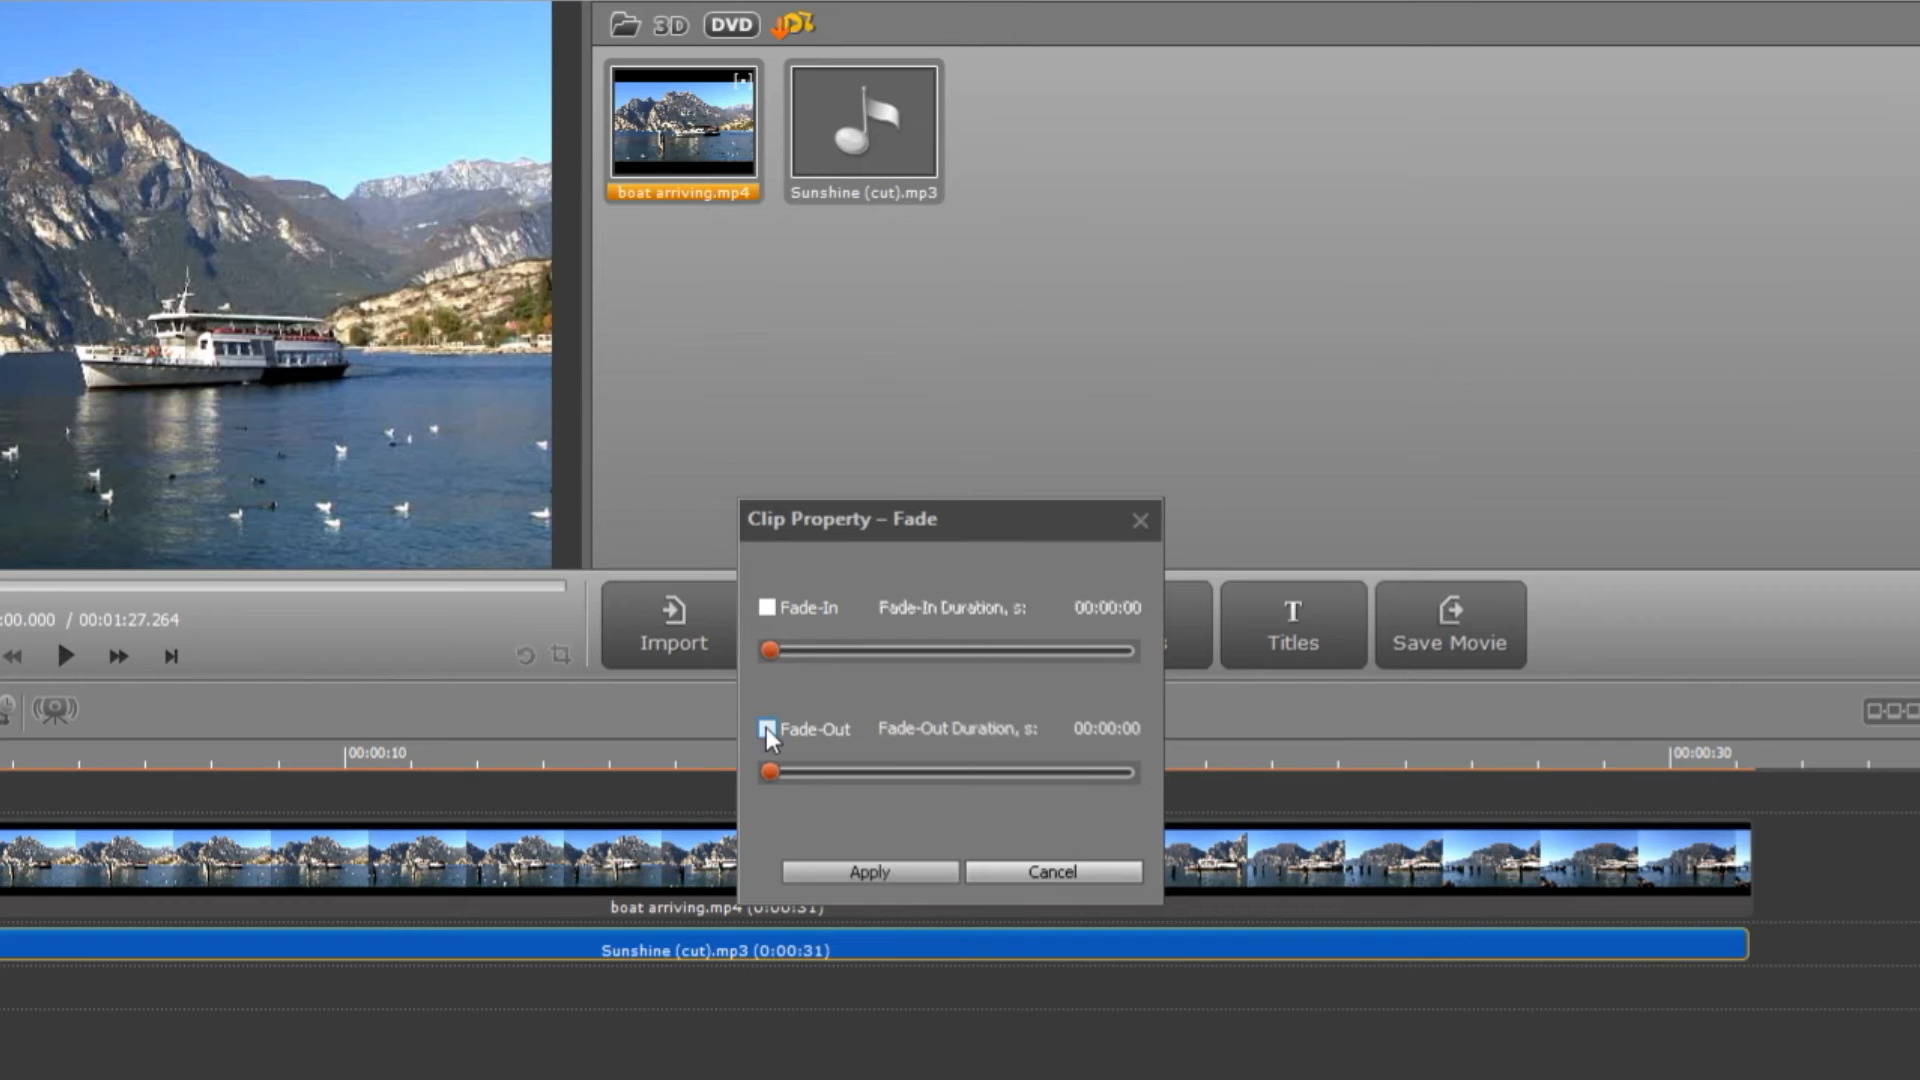 3D DVD
boat arriving.mp4
Sunshine (cut).mp3
Clip Property – Fade
Fade-In Fade-In Duration, s: 00:00:00
:00.000 / 00:01:27.264
Import
T
Titles
Save Movie
Fade-Out Fade-Out Duration, s: 00:00:00
00:00:10
00:00:30
Apply Cancel
boat arriving.mp4 (0:00:31)
Sunshine (cut).mp3 (0:00:31)